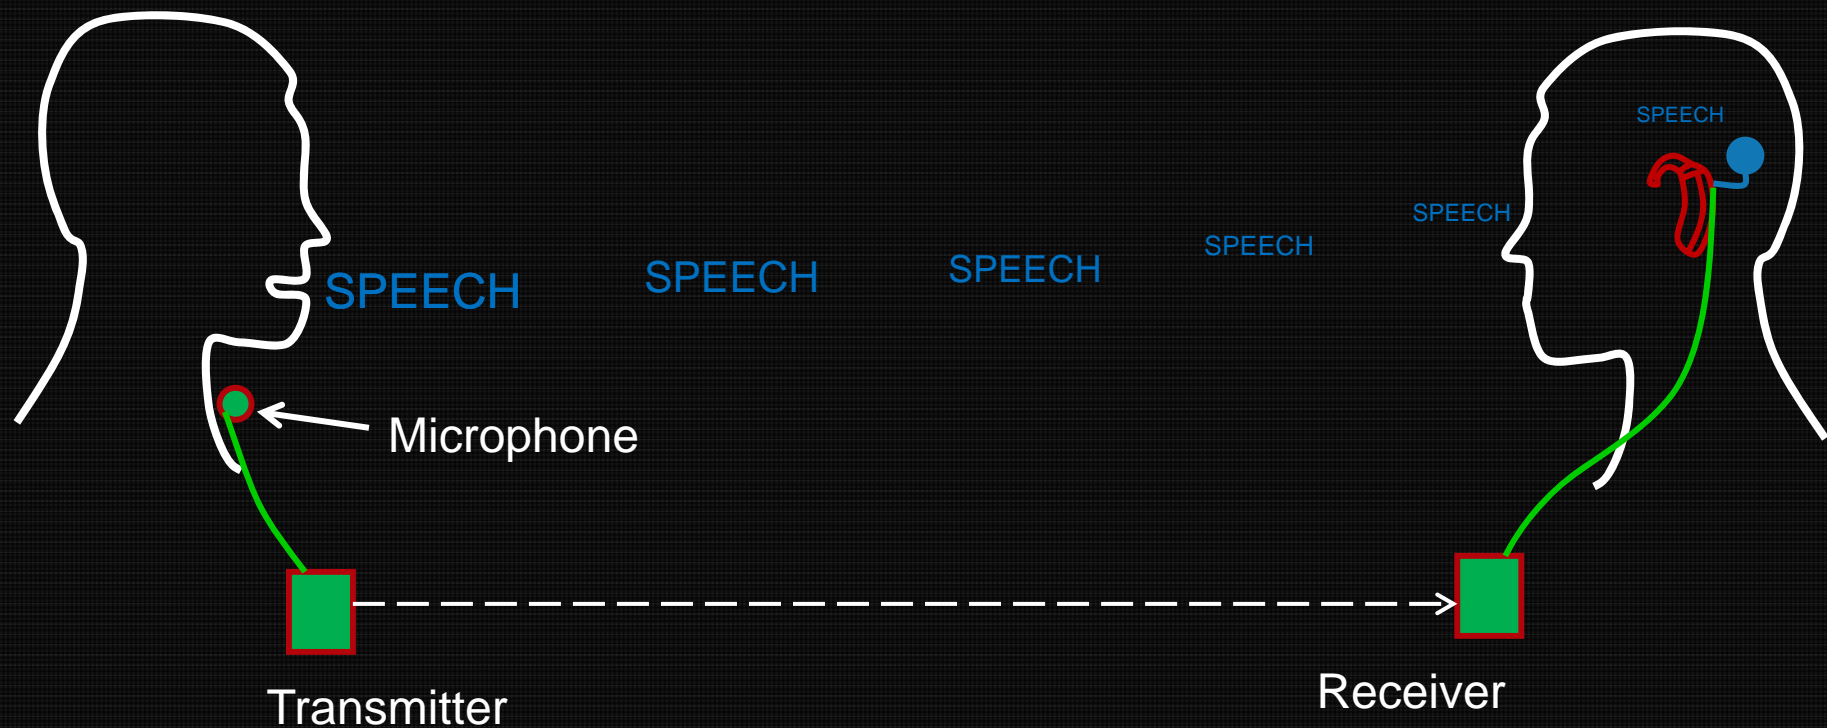 SPEECH
SPEECH
SPEECH
SPEECH
SPEECH
SPEECH
Microphone
Transmitter
Receiver